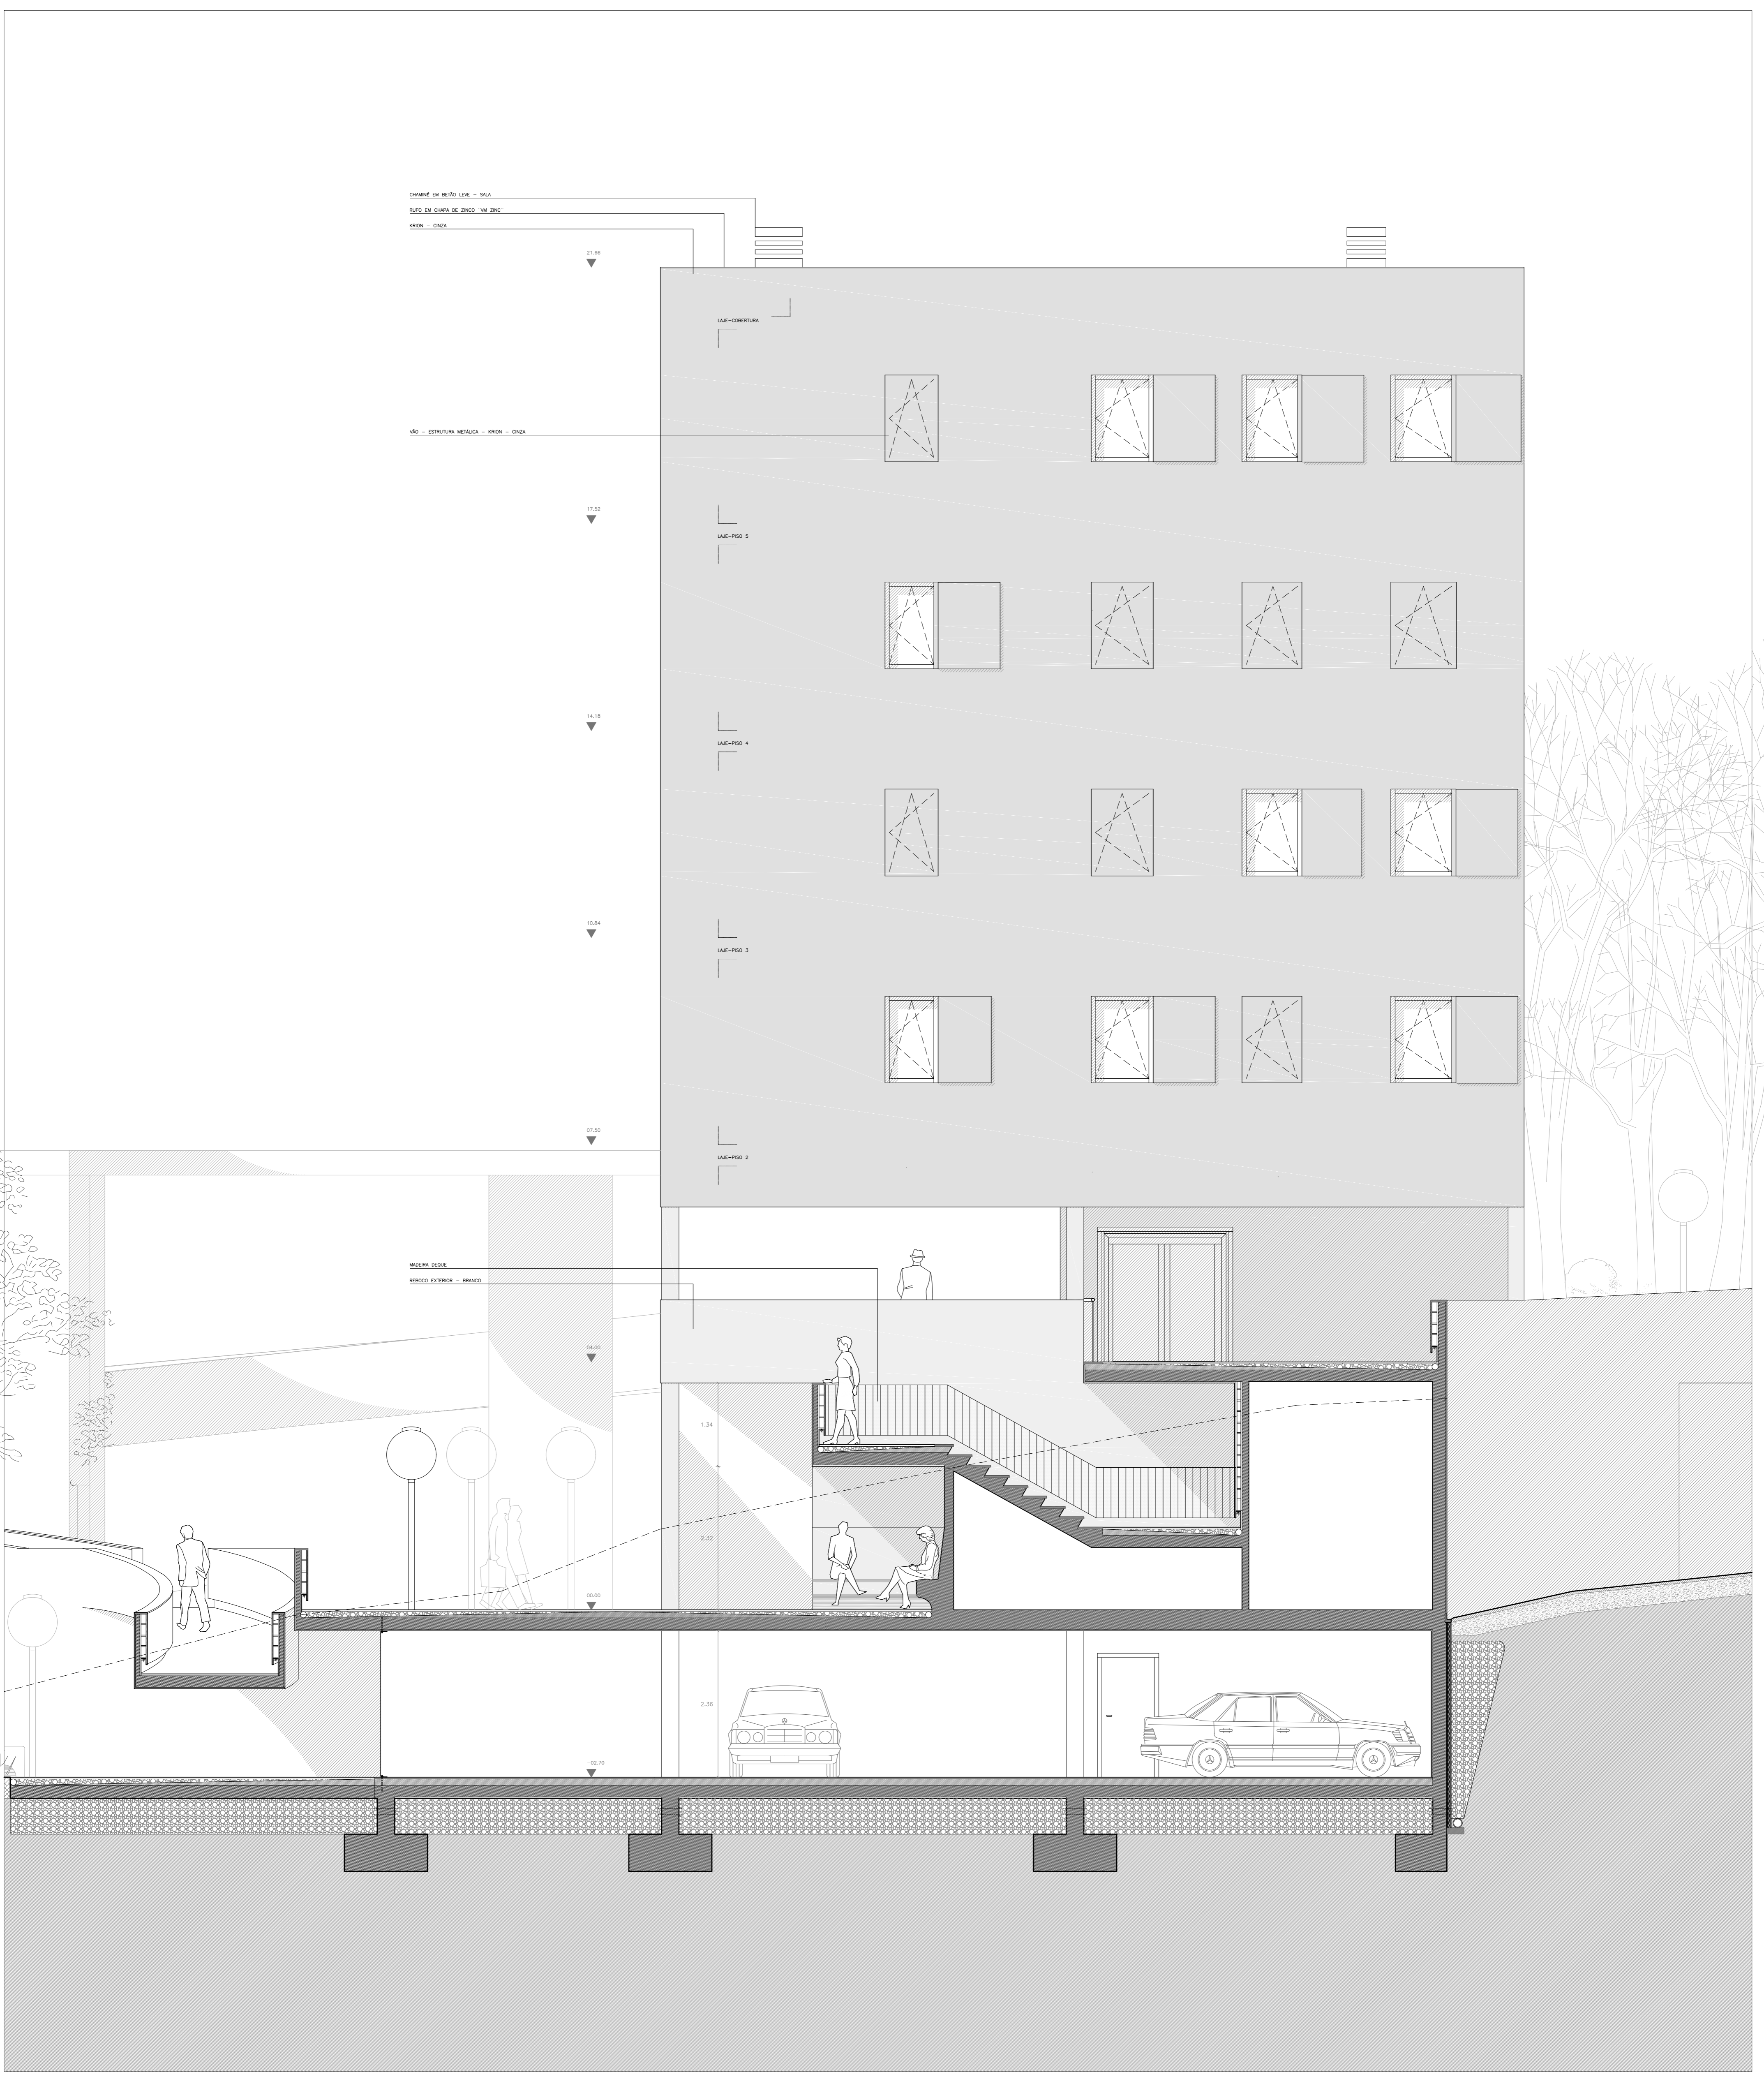 CHAMINÉ EM BETÃO LEVE – SALA
RUFO EM CHAPA DE ZINCO ¨VM ZINC¨
KRION – CINZA
21.88
LAJE–COBERTURA
VÃO – ESTRUTURA METÁLICA – KRION – CINZA
17.52
LAJE–PISO 5
14.18
LAJE–PISO 4
10.84
LAJE–PISO 3
07.50
LAJE–PISO 2
MADEIRA DEQUE
REBOCO EXTERIOR – BRANCO
04.00
1.34
2.32
00.00
2.36
–02.70